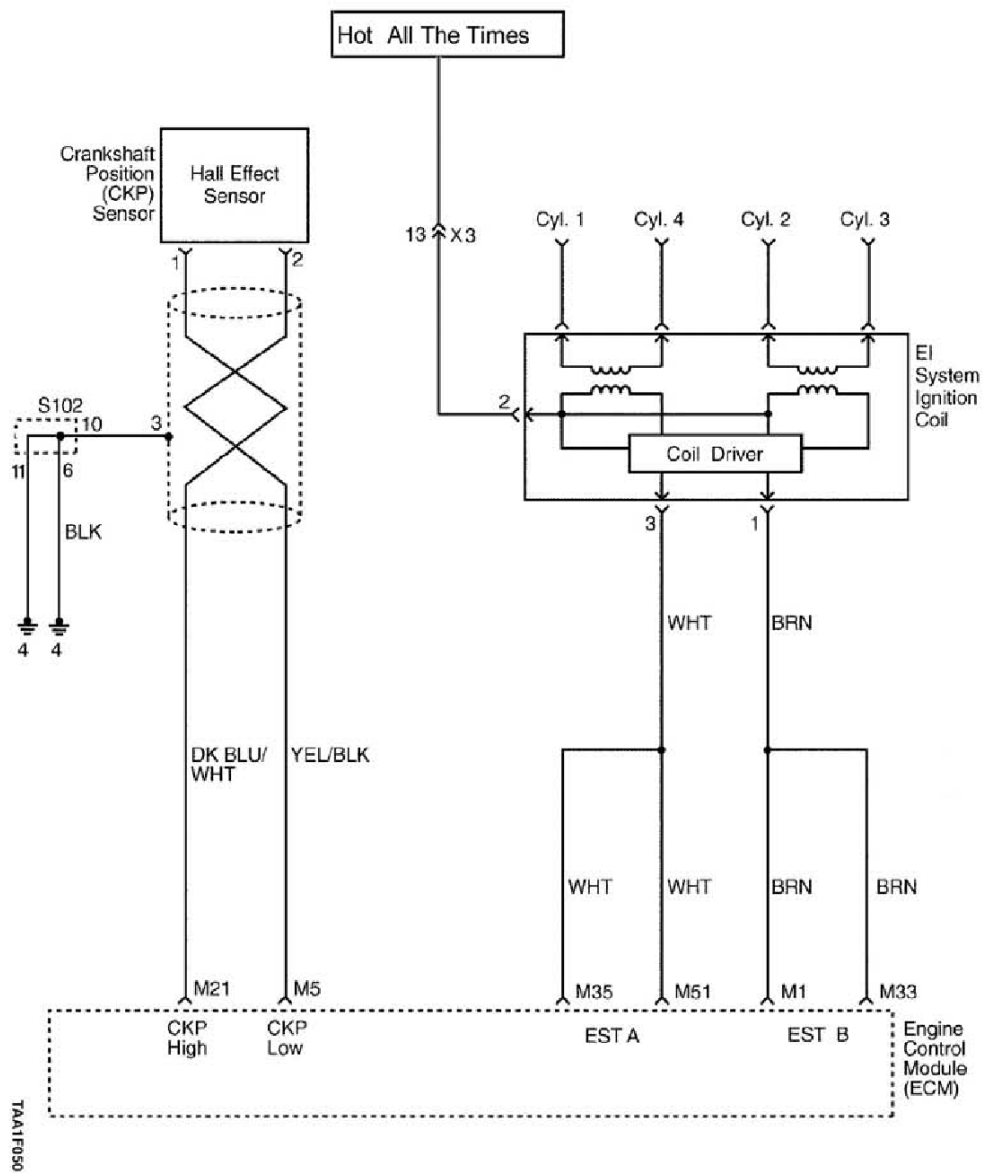 Hot All The Times
Crankshaft
Position
(CKP)
Sensor
Hall Effect
Sensor
1
2
13
X3
Cyl. 1
Cyl. 4
Cyl. 2
Cyl. 3
EI
System
Ignition
Coil
2
Coil Driver
3
1
S102
10
3
11
6
BLK
4
4
WHT
BRN
DK BLU/
WHT
YEL/BLK
WHT
WHT
BRN
BRN
M21
M5
M35
M51
M1
M33
CKP
High
CKP
Low
EST A
EST B
Engine
Control
Module
(ECM)
TAA1F050